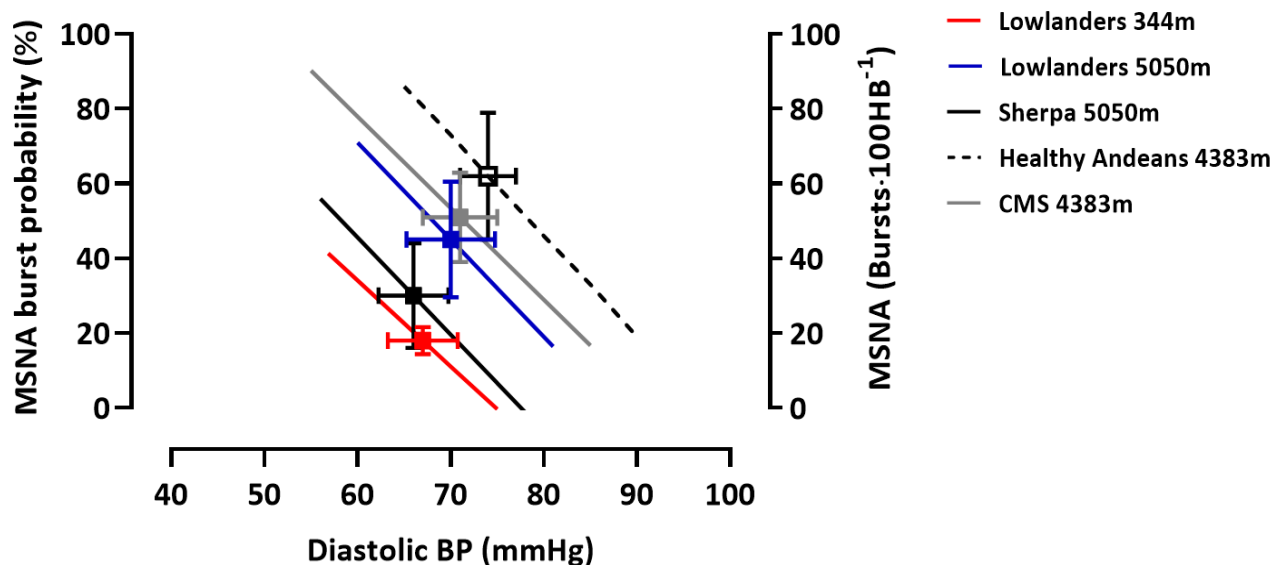 MSNA burst probability (%)
100
80
60
40
20
0
100
80
60
40
20
0
MSNA (Bursts·100HB⁻¹)
40 50 60 70 80 90 100
Diastolic BP (mmHg)
Lowlanders 344m
Lowlanders 5050m
Sherpa 5050m
Healthy Andeans 4383m
CMS 4383m